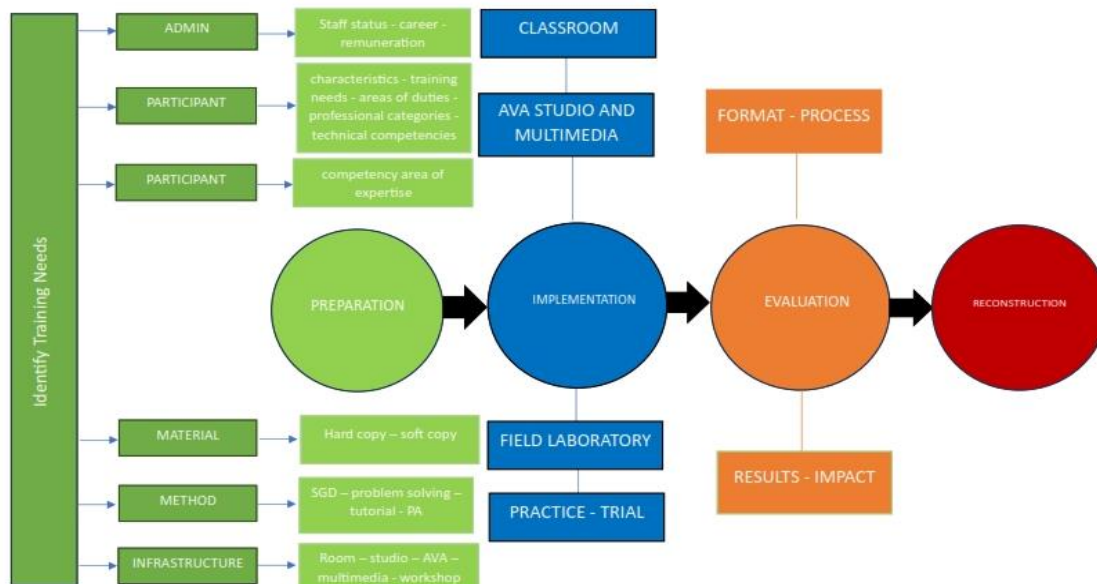 Identify Training Needs
ADMIN
Staff status - career -
remuneration
PARTICIPANT
characteristics - training
needs - areas of duties -
professional categories -
technical competencies
PARTICIPANT
competency area of
expertise
CLASSROOM
AVA STUDIO AND
MULTIMEDIA
FORMAT - PROCESS
PREPARATION
IMPLEMENTATION
EVALUATION
RECONSTRUCTION
MATERIAL
Hard copy – soft copy
METHOD
SGD – problem solving –
tutorial - PA
INFRASTRUCTURE
Room – studio – AVA –
multimedia - workshop
FIELD LABORATORY
PRACTICE - TRIAL
RESULTS - IMPACT